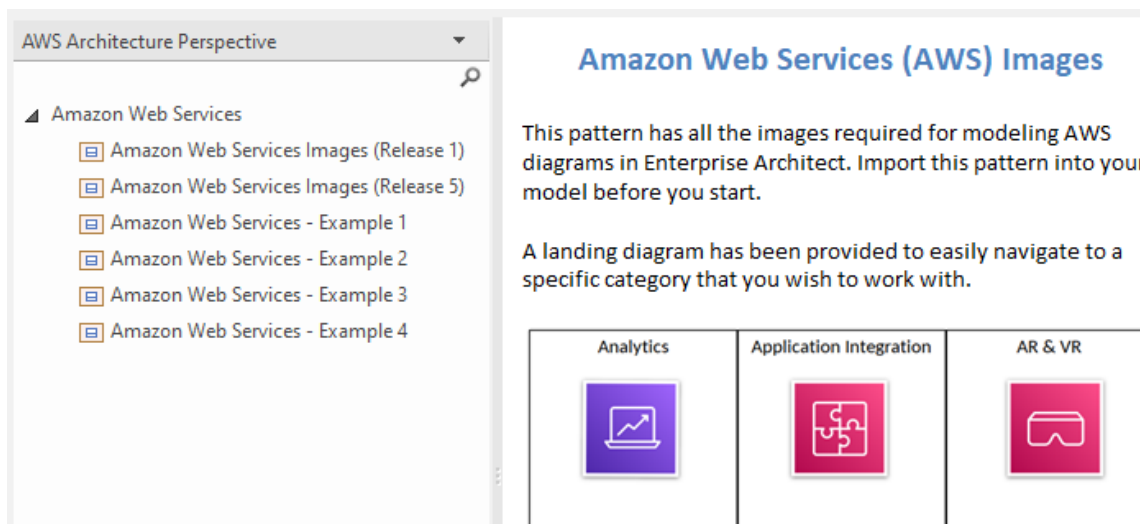 AWS Architecture Perspective
Amazon Web Services
Amazon Web Services Images (Release 1)
Amazon Web Services Images (Release 5)
Amazon Web Services - Example 1
Amazon Web Services - Example 2
Amazon Web Services - Example 3
Amazon Web Services - Example 4
Amazon Web Services (AWS) Images
This pattern has all the images required for modeling AWS
diagrams in Enterprise Architect. Import this pattern into your
model before you start.
A landing diagram has been provided to easily navigate to a
specific category that you wish to work with.
Analytics
Application Integration
AR & VR